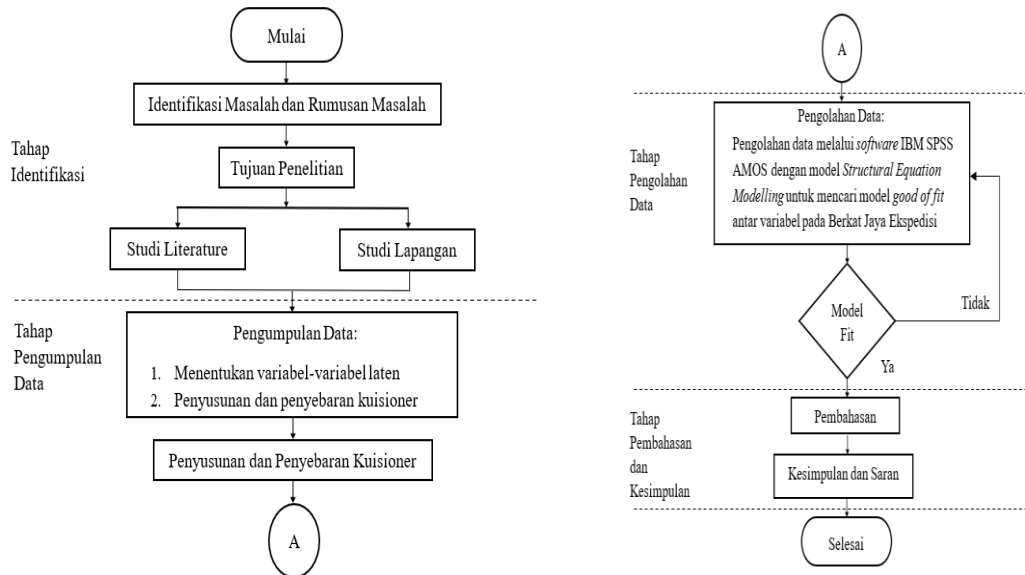 Mulai
Identifikasi Masalah dan Rumusan Masalah
Tahap
Identifikasi
Tujuan Penelitian
Studi Literature
Studi Lapangan
Tahap
Pengumpulan
Data
Pengumpulan Data:
1. Menentukan variabel-variabel laten
2. Penyusunan dan penyebaran kuisioner
Penyusunan dan Penyebaran Kuisioner
A
A
Tahap
Pengolahan
Data
Pengolahan Data:
Pengolahan data melalui software IBM SPSS
AMOS dengan model Structural Equation
Modelling untuk mencari model good of fit
antar variabel pada Berkat Jaya Ekspedisi
Model
Fit
Tidak
Ya
Tahap
Pembahasan
dan
Kesimpulan
Pembahasan
Kesimpulan dan Saran
Selesai